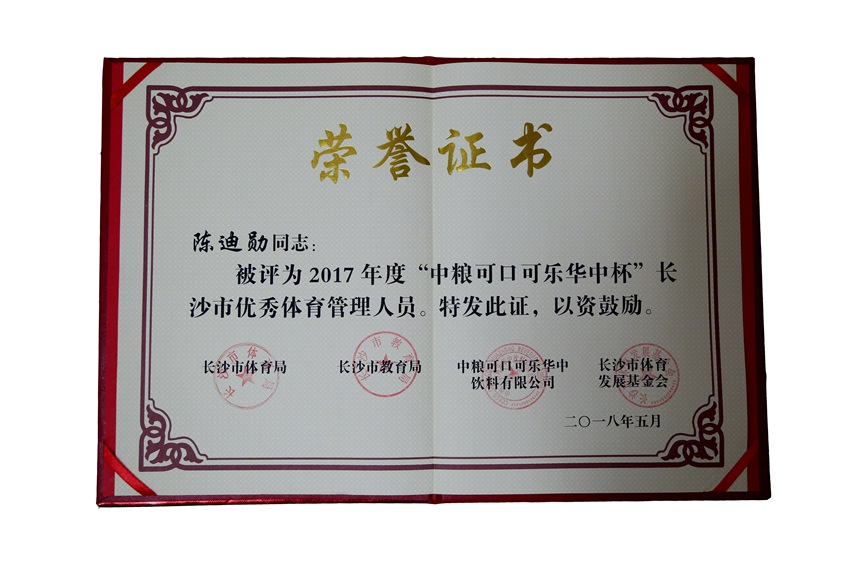 荣誉证书
陈迪勋同志：
被评为2017年度“中粮可口可乐华中杯”长
沙市优秀体育管理人员。特发此证，以资鼓励。
长沙市体育局 长沙市教育局 中粮可口可乐华中 长沙市体育
饮料有限公司 发展基金会
二〇一八年五月